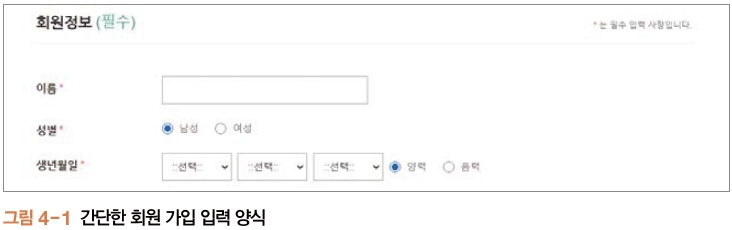 회원정보 (필수)
* 는 필수 입력 사항입니다.
이름 *
성별 * 남성 여성
생년월일 * ::선택:: ::선택:: ::선택:: 양력 음력
그림 4-1 간단한 회원 가입 입력 양식